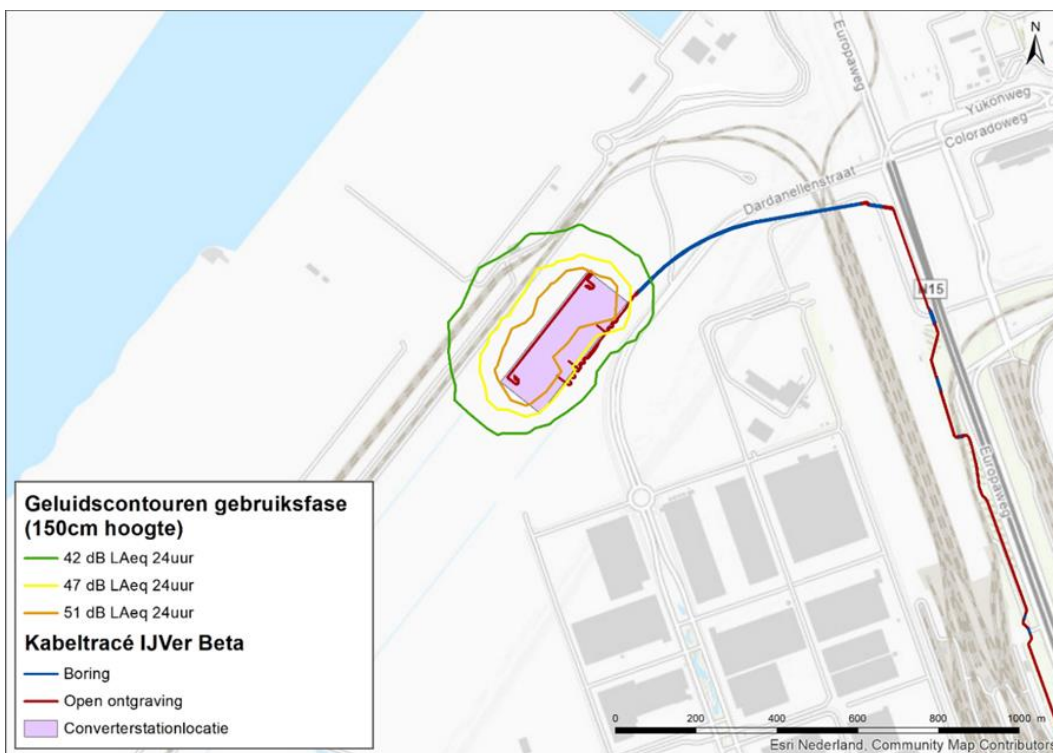 N
Europaweg
Yukonweg
Coloradoweg
Dardanellenstraat
N15
Europaweg
Geluidscontouren gebruiksfase
(150cm hoogte)
42 dB LAeq 24uur
47 dB LAeq 24uur
51 dB LAeq 24uur
Kabeltracé IJVer Beta
Boring
Open ontgraving
Converterstationlocatie
0 200 400 600 800 1000 m
Esri Nederland, Community Map Contributor